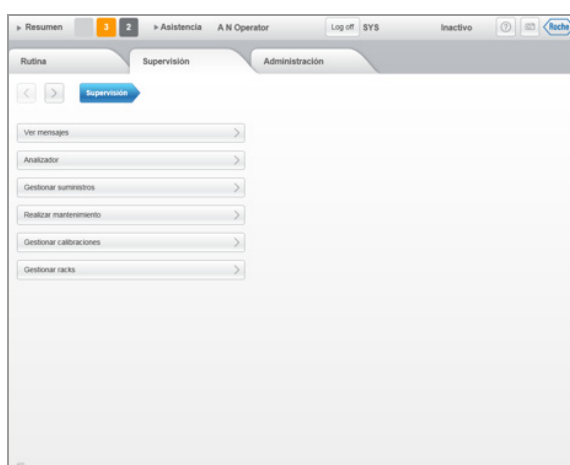 Resumen 3 2 Asistencia A N Operator Log off SYS Inactivo Roche
Rutina Supervisión Administración
Supervisión
Ver mensajes
Analizador
Gestionar suministros
Realizar mantenimiento
Gestionar calibraciones
Gestionar racks